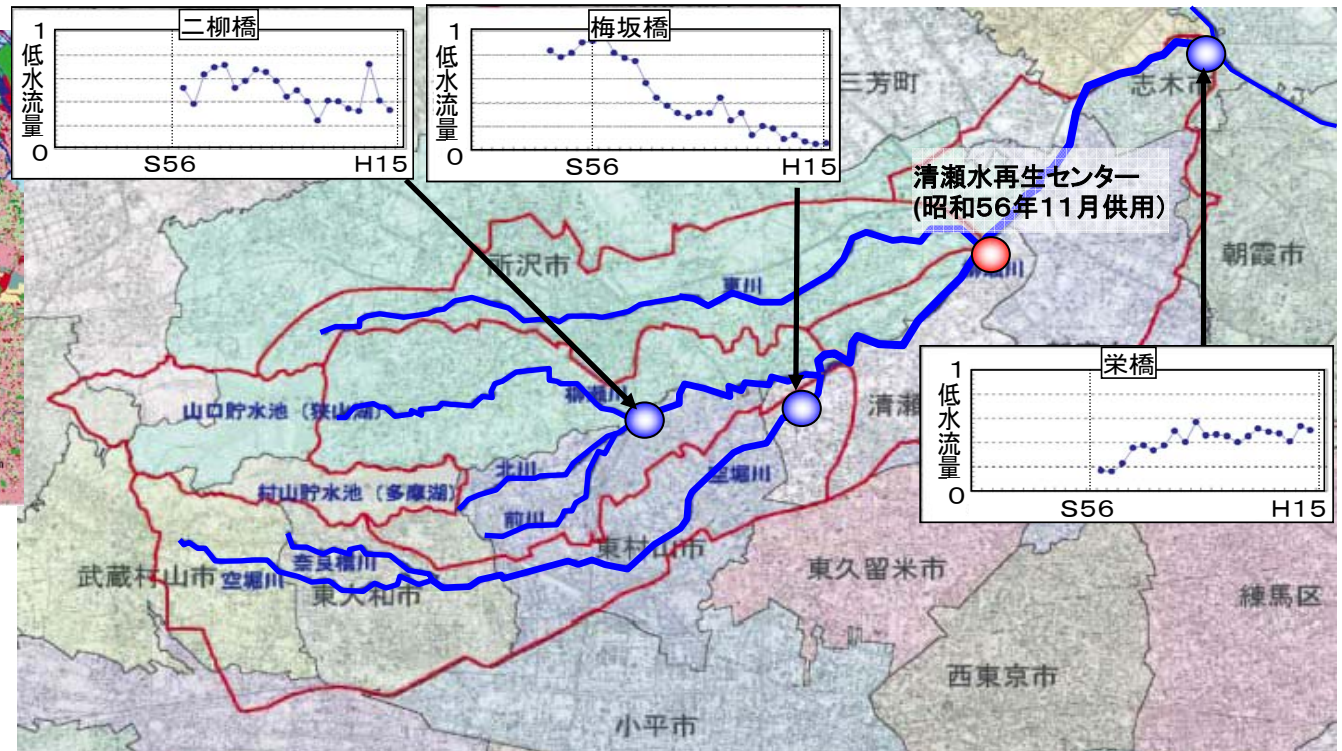 二柳橋
1
低水流量
0
S56
H15
梅坂橋
1
低水流量
0
S56
H15
三芳町
志木市
清瀬水再生センター
(昭和56年11月供用)
朝霞市
所沢市
東川
柳瀬川
栄橋
1
低水流量
0
S56
H15
柳瀬川
山口貯水池（狭山湖）
清瀬
北川
空堀川
村山貯水池（多摩湖）
前川
東村山市
奈良橋川
武蔵村山市
空堀川
東大和市
東久留米市
練馬区
西東京市
小平市